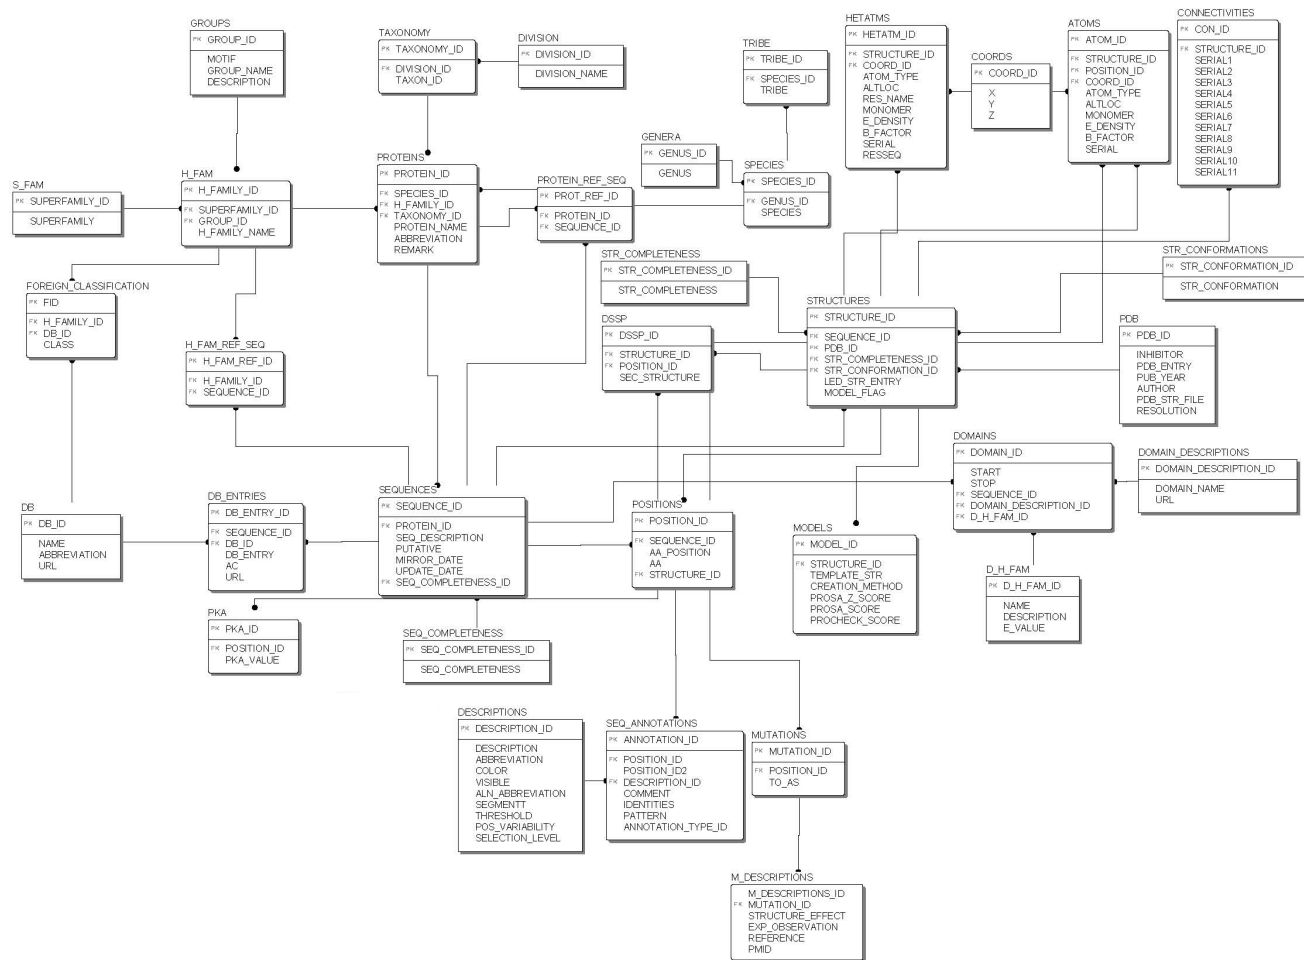 GROUPS
PK GROUP_ID
MOTIF
GROUP_NAME
DESCRIPTION
TAXONOMY
PK TAXONOMY_ID
FK DIVISION_ID
TAXON_ID
DIVISION
PK DIVISION_ID
DIVISION_NAME
TRIBE
PK TRIBE_ID
FK SPECIES_ID
TRIBE
HETATMS
PK HETATM_ID
FK STRUCTURE_ID
FK COORD_ID
ATOM_TYPE
ALTLOC
RES_NAME
MONOMER
E_DENSITY
B_FACTOR
SERIAL
RESSEQ
COORDS
PK COORD_ID
X
Y
Z
ATOMS
PK ATOM_ID
FK STRUCTURE_ID
FK POSITION_ID
FK COORD_ID
ATOM_TYPE
ALTLOC
MONOMER
E_DENSITY
B_FACTOR
SERIAL
CONNECTIVITIES
PK CON_ID
FK STRUCTURE_ID
SERIAL1
SERIAL2
SERIAL3
SERIAL4
SERIAL5
SERIAL6
SERIAL7
SERIAL8
SERIAL9
SERIAL10
SERIAL11
S_FAM
PK SUPERFAMILY_ID
SUPERFAMILY
H_FAM
PK H_FAMILY_ID
FK SUPERFAMILY_ID
FK GROUP_ID
H_FAMILY_NAME
PROTEINS
PK PROTEIN_ID
FK SPECIES_ID
FK H_FAMILY_ID
FK TAXONOMY_ID
PROTEIN_NAME
ABBREVIATION
REMARK
PROTEIN_REF_SEQ
PK PROT_REF_ID
FK PROTEIN_ID
FK SEQUENCE_ID
GENERA
PK GENUS_ID
GENUS
SPECIES
PK SPECIES_ID
FK GENUS_ID
SPECIES
FOREIGN_CLASSIFICATION
PK FID
FK H_FAMILY_ID
FK DB_ID
CLASS
H_FAM_REF_SEQ
PK H_FAM_REF_ID
FK H_FAMILY_ID
FK SEQUENCE_ID
STR_COMPLETENESS
PK STR_COMPLETENESS_ID
STR_COMPLETENESS
STR_CONFORMATIONS
PK STR_CONFORMATION_ID
STR_CONFORMATION
DSSP
PK DSSP_ID
FK STRUCTURE_ID
FK POSITION_ID
SEC_STRUCTURE
STRUCTURES
PK STRUCTURE_ID
FK SEQUENCE_ID
FK PDB_ID
FK STR_COMPLETENESS_ID
FK STR_CONFORMATION_ID
LED_STR_ENTRY
MODEL_FLAG
PDB
PK PDB_ID
INHIBITOR
PDB_ENTRY
PUB_YEAR
AUTHOR
PDB_STR_FILE
RESOLUTION
DB
PK DB_ID
NAME
ABBREVIATION
URL
DB_ENTRIES
PK DB_ENTRY_ID
FK SEQUENCE_ID
FK DB_ID
DB_ENTRY
AC
URL
SEQUENCES
PK SEQUENCE_ID
FK PROTEIN_ID
SEQ_DESCRIPTION
PUTATIVE
MIRROR_DATE
UPDATE_DATE
FK SEQ_COMPLETENESS_ID
POSITIONS
PK POSITION_ID
FK SEQUENCE_ID
AA_POSITION
AA
FK STRUCTURE_ID
DOMAINS
PK DOMAIN_ID
START
STOP
FK SEQUENCE_ID
FK DOMAIN_DESCRIPTION_ID
FK D_H_FAM_ID
DOMAIN_DESCRIPTIONS
PK DOMAIN_DESCRIPTION_ID
DOMAIN_NAME
URL
MODELS
PK MODEL_ID
FK STRUCTURE_ID
TEMPLATE_STR
CREATION_METHOD
PROSA_Z_SCORE
PROSA_SCORE
PROCHECK_SCORE
D_H_FAM
PK D_H_FAM_ID
NAME
DESCRIPTION
E_VALUE
PKA
PK PKA_ID
FK POSITION_ID
PKA_VALUE
SEQ_COMPLETENESS
PK SEQ_COMPLETENESS_ID
SEQ_COMPLETENESS
DESCRIPTIONS
PK DESCRIPTION_ID
DESCRIPTION
ABBREVIATION
COLOR
VISIBLE
ALN_ABBREVIATION
SEGMENTT
THRESHOLD
POS_VARIABILITY
SELECTION_LEVEL
SEQ_ANNOTATIONS
PK ANNOTATION_ID
FK POSITION_ID
POSITION_ID2
FK DESCRIPTION_ID
COMMENT
IDENTITIES
PATTERN
ANNOTATION_TYPE_ID
MUTATIONS
PK MUTATION_ID
FK POSITION_ID
TO_AS
M_DESCRIPTIONS
M_DESCRIPTIONS_ID
FK MUTATION_ID
STRUCTURE_EFFECT
EXP_OBSERVATION
REFERENCE
PMID